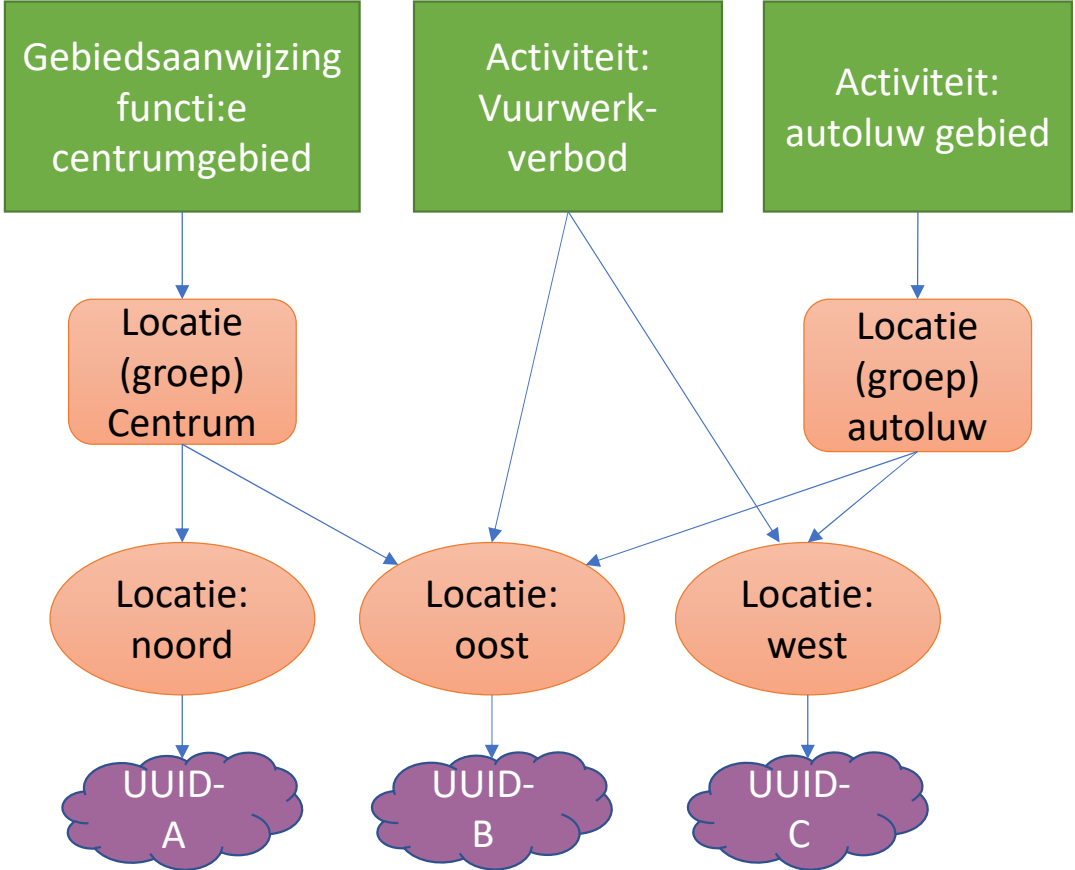 Gebiedsaanwijzing
functi:e
centrumgebied
Activiteit:
Vuurwerk-
verbod
Activiteit:
autoluw gebied
Locatie
(groep)
Centrum
Locatie
(groep)
autoluw
Locatie:
noord
Locatie:
oost
Locatie:
west
UUID-
A
UUID-
B
UUID-
C